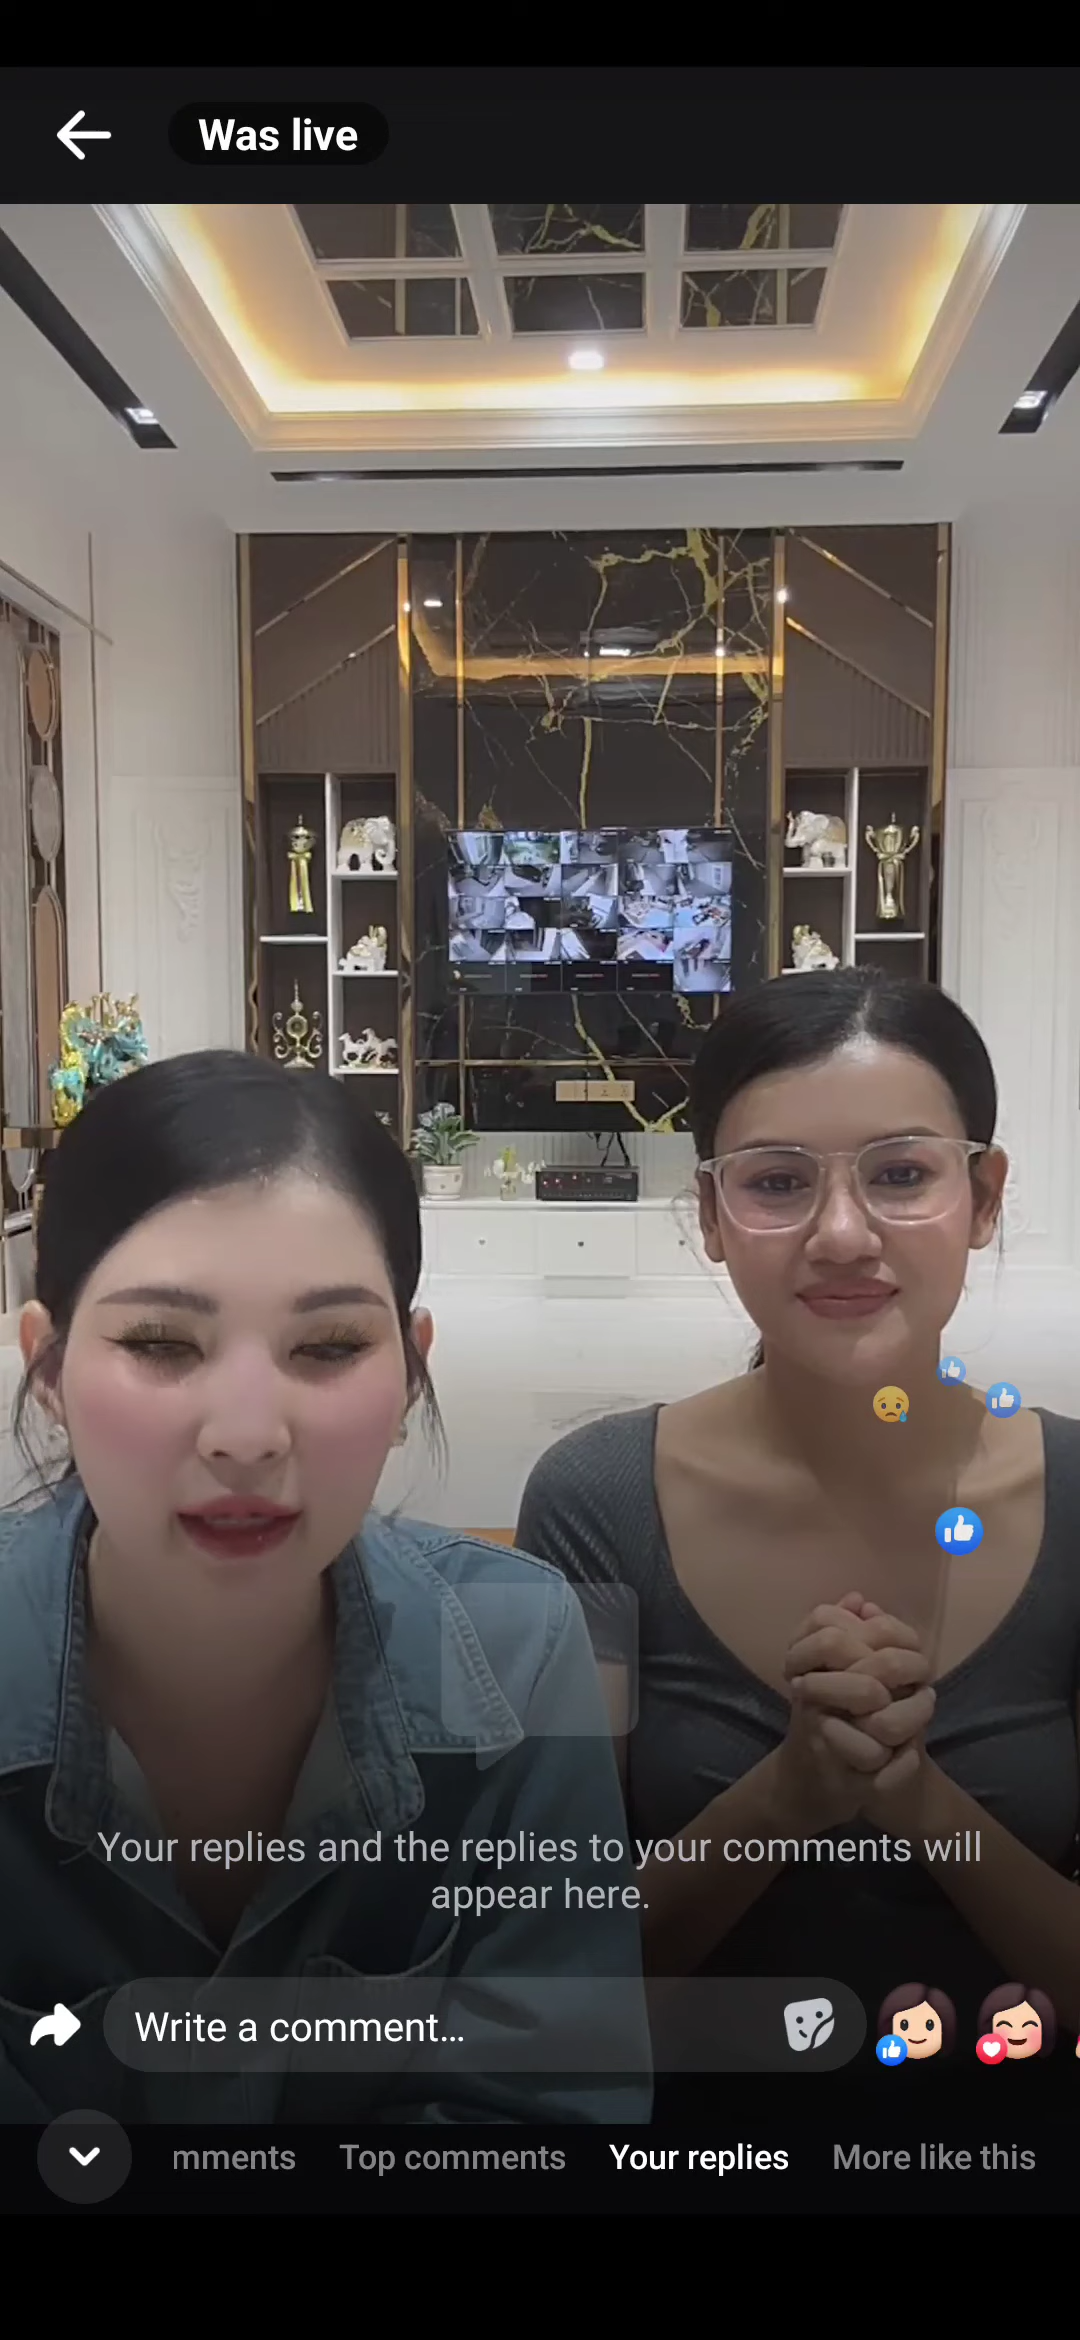 Was live
Your replies and the replies to your comments will
appear here.
Write a comment…
mments
Top comments
Your replies
More like this